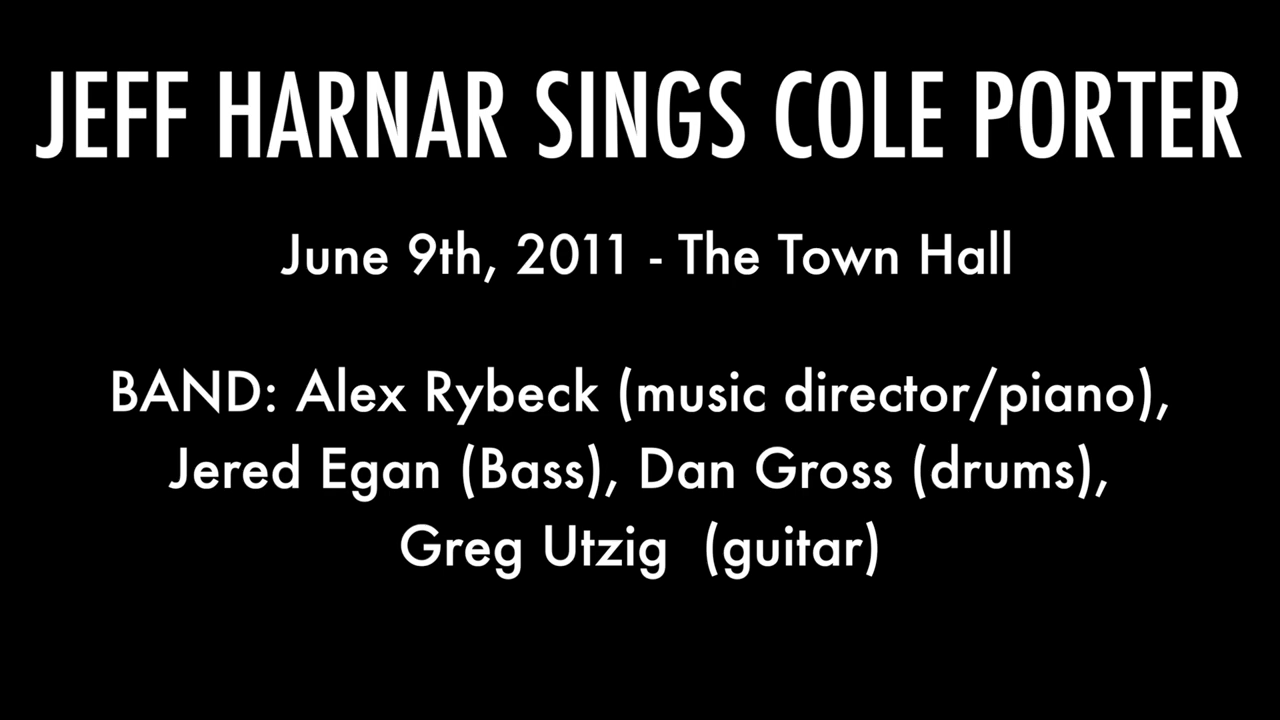 JEFF HARNAR SINGS COLE PORTER
June 9th, 2011 - The Town Hall
BAND: Alex Rybeck (music director/piano),
Jered Egan (Bass), Dan Gross (drums),
Greg Utzig (guitar)